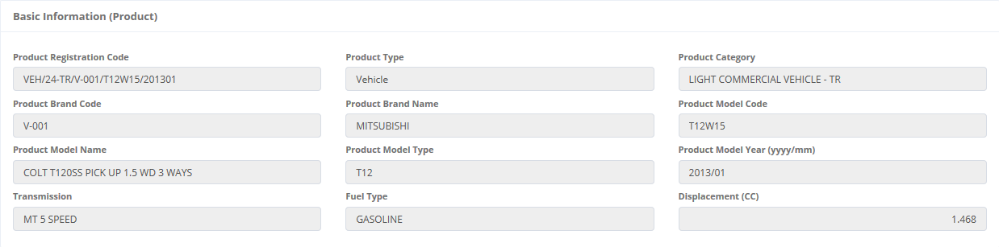 Basic Information (Product)
Product Registration Code
Product Type
Product Category
VEH/24-TR/V-001/T12W15/201301
Vehicle
LIGHT COMMERCIAL VEHICLE - TR
Product Brand Code
Product Brand Name
Product Model Code
V-001
MITSUBISHI
T12W15
Product Model Name
Product Model Type
Product Model Year (yyyy/mm)
COLT T120SS PICK UP 1.5 WD 3 WAYS
T12
2013/01
Transmission
Fuel Type
Displacement (CC)
MT 5 SPEED
GASOLINE
1.468